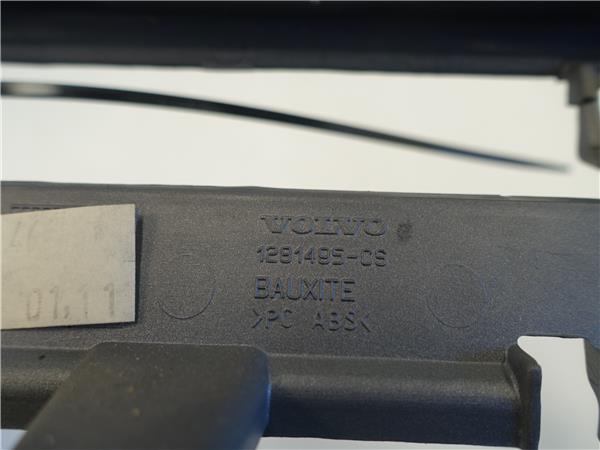 VOLVO
1281495-CS
BAUXITE
>PC ABS<
01.11